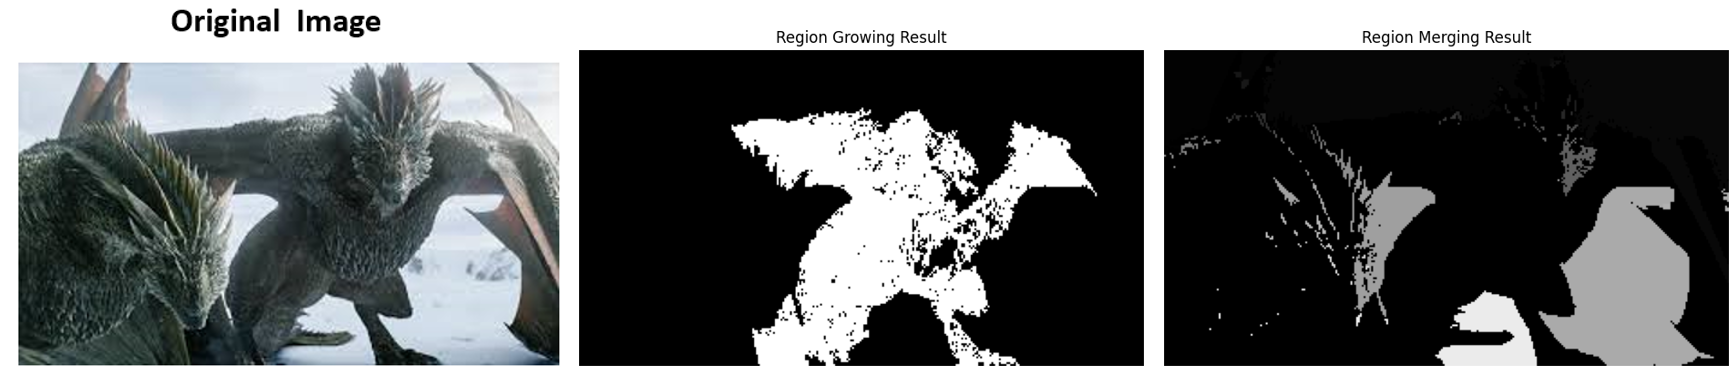 Original Image
Region Growing Result
Region Merging Result